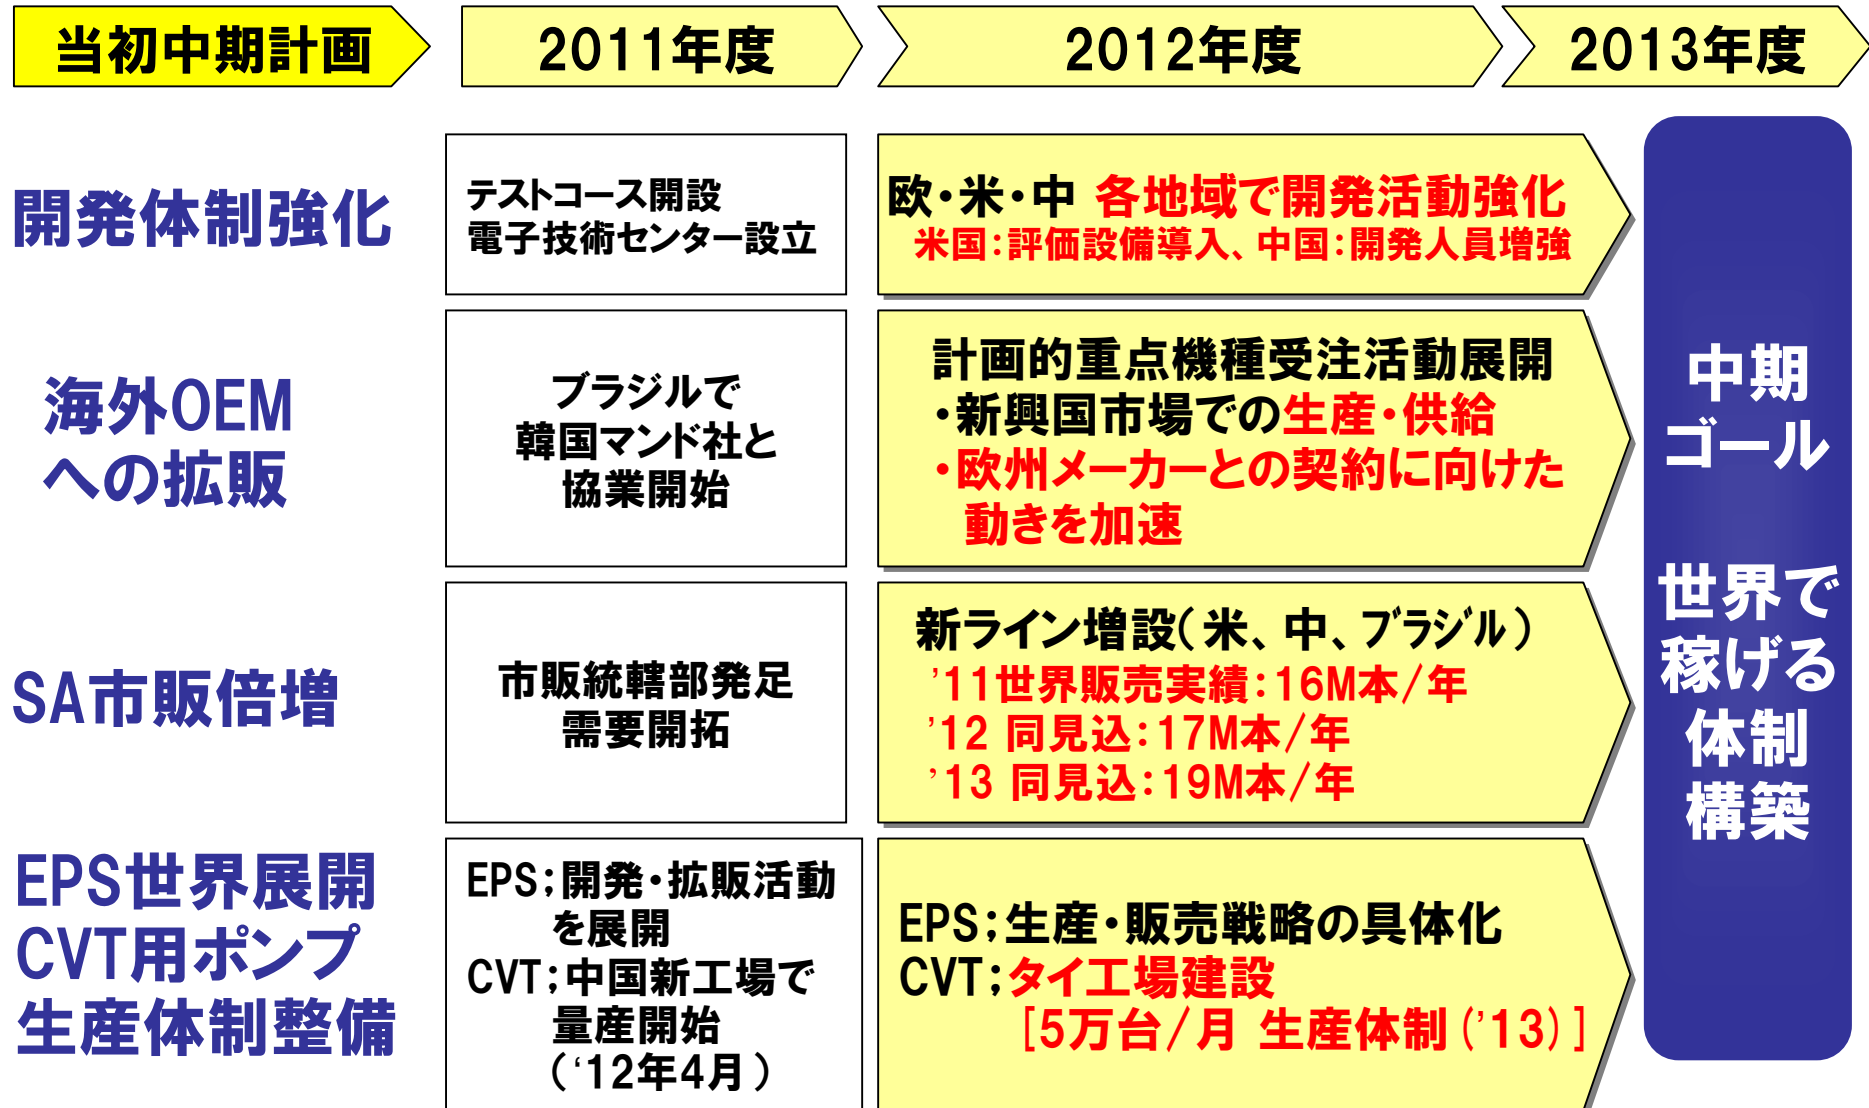 当初中期計画
2011年度
2012年度
2013年度
開発体制強化
テストコース開設
電子技術センター設立
欧・米・中 各地域で開発活動強化
米国：評価設備導入、中国：開発人員増強
海外OEM
への拡販
ブラジルで
韓国マンド社と
協業開始
計画的重点機種受注活動展開
・新興国市場での生産・供給
・欧州メーカーとの契約に向けた
動きを加速
SA市販倍増
市販統轄部発足
需要開拓
新ライン増設（米、中、ブラジル）
’11世界販売実績：16M本/年
’12 同見込：17M本/年
’13 同見込：19M本/年
EPS世界展開
CVT用ポンプ
生産体制整備
EPS；開発・拡販活動
を展開
CVT；中国新工場で
量産開始
（‘12年4月）
EPS；生産・販売戦略の具体化
CVT；タイ工場建設
［5万台/月 生産体制（’13）］
中期
ゴール
世界で
稼げる
体制
構築